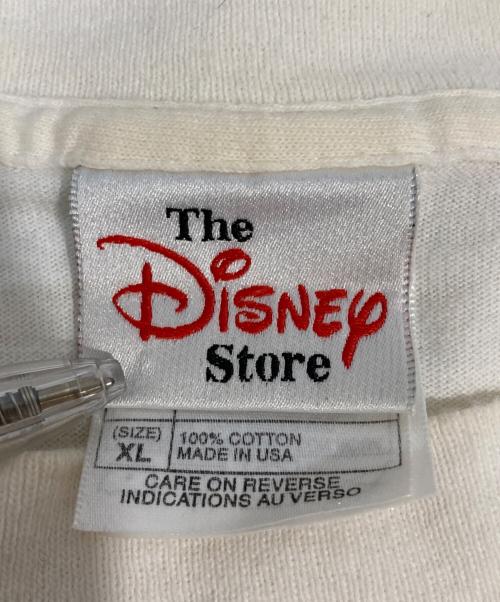 The
Disney
Store
(SIZE)
XL
100% COTTON
MADE IN USA
CARE ON REVERSE
INDICATIONS AU VERSO